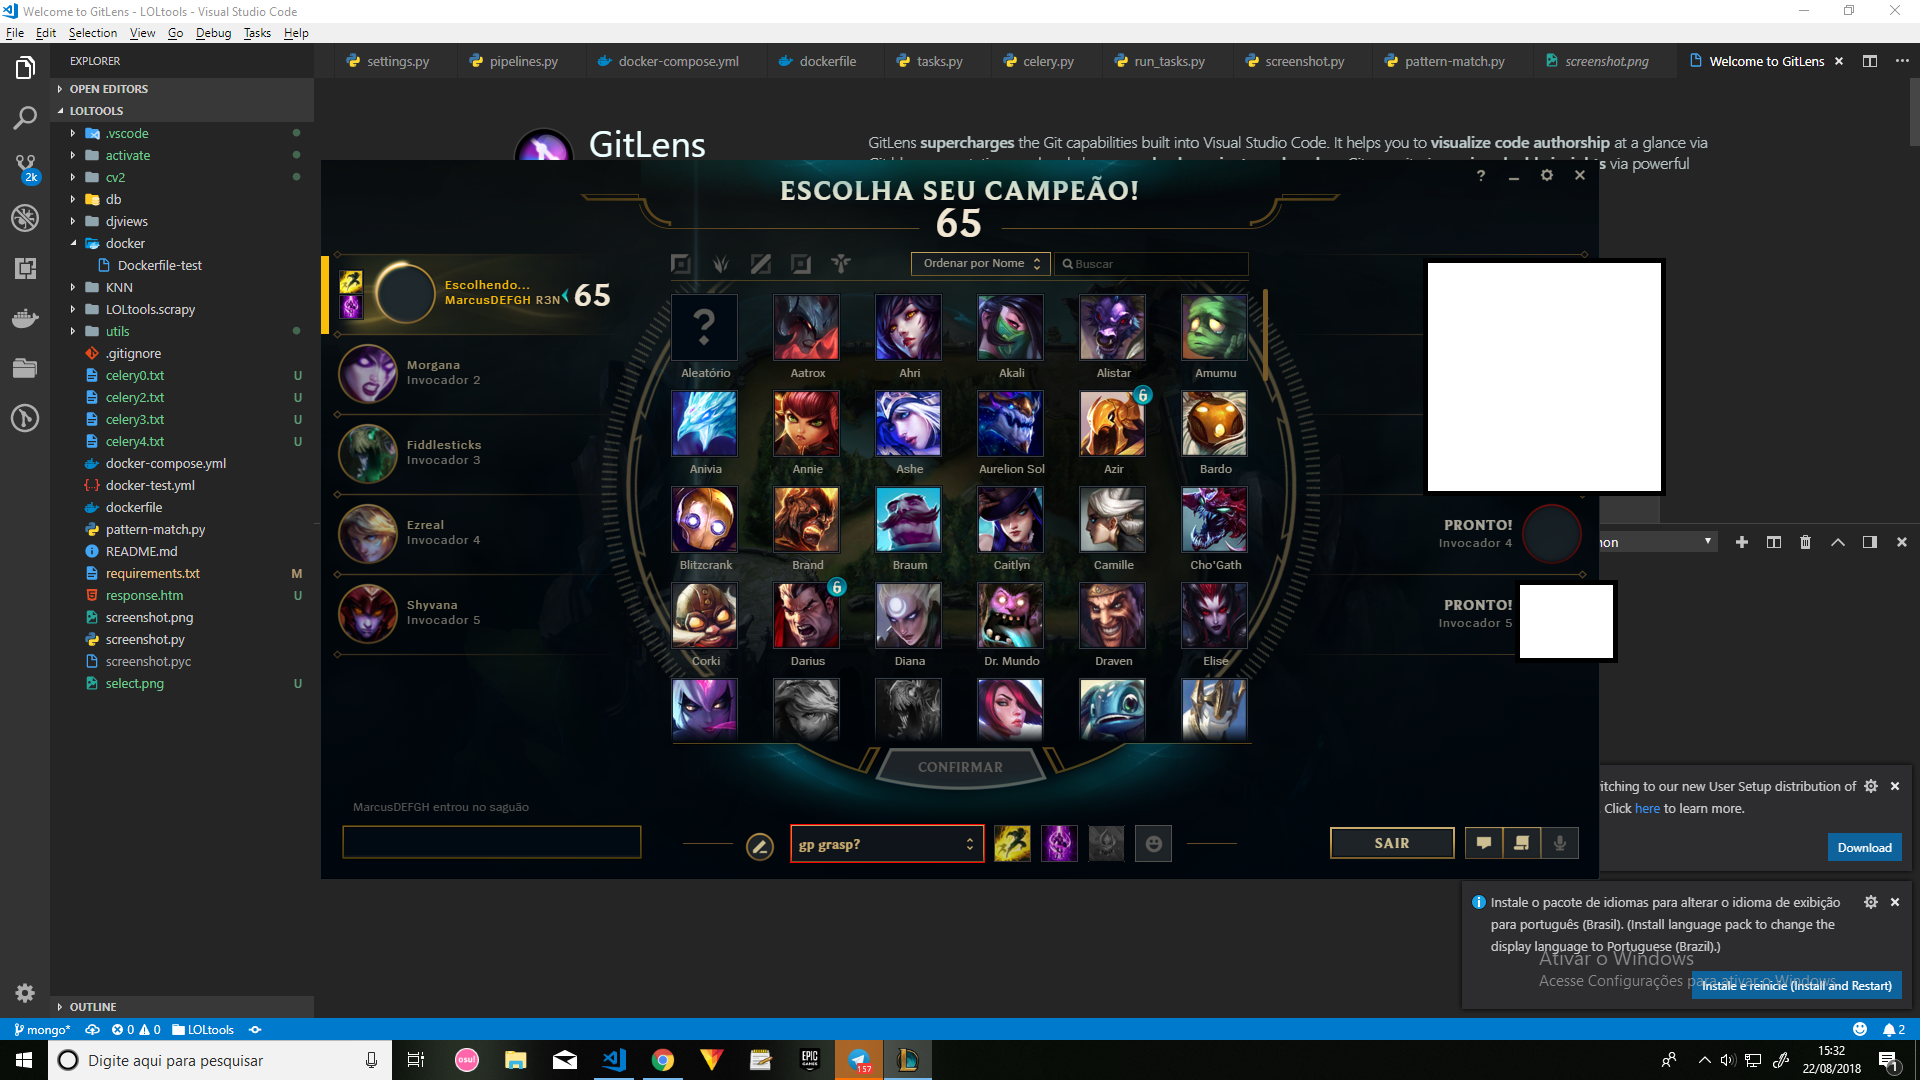 Welcome to GitLens - LOLtools - Visual Studio Code
File Edit Selection View Go Debug Tasks Help
EXPLORER
settings.py pipelines.py docker-compose.yml dockerfile tasks.py celery.py run_tasks.py screenshot.py pattern-match.py screenshot.png Welcome to GitLens
OPEN EDITORS
LOLTOOLS
.vscode
activate
cv2
db
djviews
docker
Dockerfile-test
KNN
LOLtools.scrapy
utils
.gitignore
celery0.txt U
celery2.txt U
celery3.txt U
celery4.txt U
docker-compose.yml
docker-test.yml
dockerfile
pattern-match.py
README.md
requirements.txt M
response.htm U
screenshot.png
screenshot.py
screenshot.pyc
select.png U
OUTLINE
2k
GitLens
GitLens supercharges the Git capabilities built into Visual Studio Code. It helps you to visualize code authorship at a glance via
via powerful
ESCOLHA SEU CAMPEÃO!
65
Ordenar por Nome Buscar
Escolhendo...
MarcusDEFGH R3N 65
Morgana
Invocador 2
Fiddlesticks
Invocador 3
Ezreal
Invocador 4
Shyvana
Invocador 5
Aleatório Aatrox Ahri Akali Alistar Amumu
6
Anivia Annie Ashe Aurelion Sol Azir Bardo
Blitzcrank Brand Braum Caitlyn Camille Cho'Gath
6
Corki Darius Diana Dr. Mundo Draven Elise
PRONTO!
Invocador 4
PRONTO!
Invocador 5
CONFIRMAR
MarcusDEFGH entrou no saguão
gp grasp?
SAIR
itching to our new User Setup distribution of
Click here to learn more.
Download
Instale o pacote de idiomas para alterar o idioma de exibição
para português (Brasil). (Install language pack to change the
display language to Portuguese (Brazil).)
Ativar o Windows
Acesse Configurações para ativar o Windows.
Instale e reinicie (Install and Restart)
mongo* 0 0 LOLtools 2
Digite aqui para pesquisar
osu!
EPIC GAMES
157
15:32
22/08/2018
1